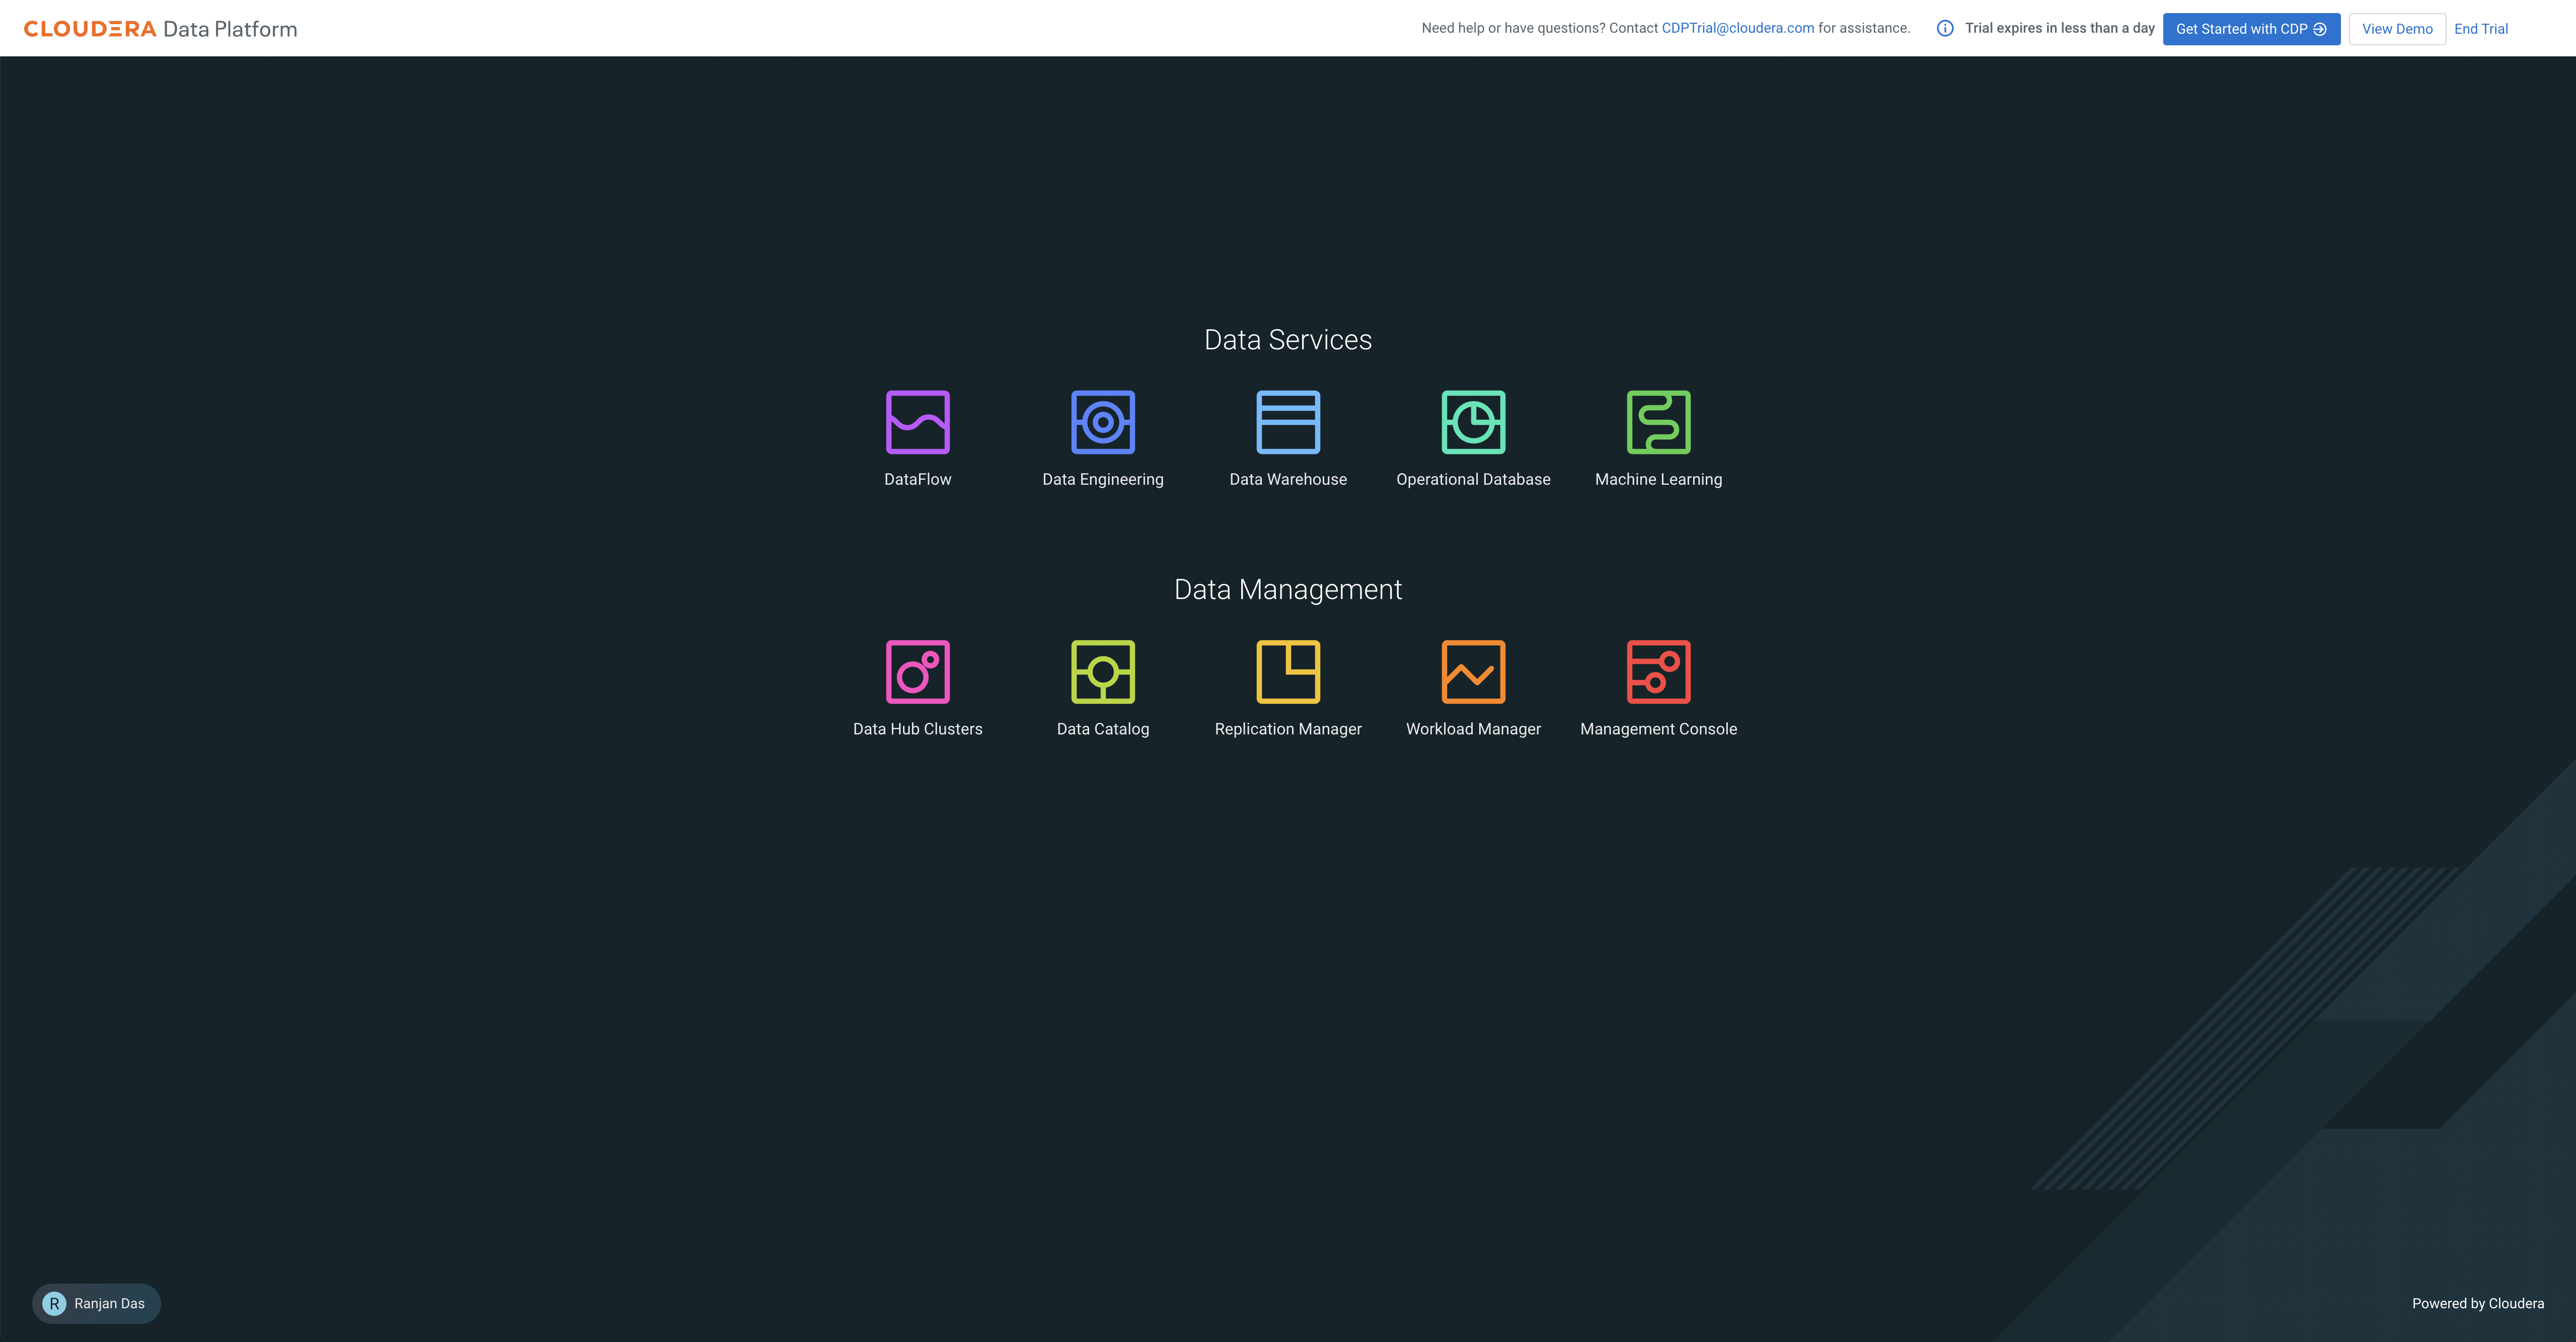 CLOUDERA Data Platform
Need help or have questions? Contact CDPTrial@cloudera.com for assistance. Trial expires in less than a day Get Started with CDP View Demo End Trial
Data Services
DataFlow Data Engineering Data Warehouse Operational Database Machine Learning
Data Management
Data Hub Clusters Data Catalog Replication Manager Workload Manager Management Console
R Ranjan Das
Powered by Cloudera